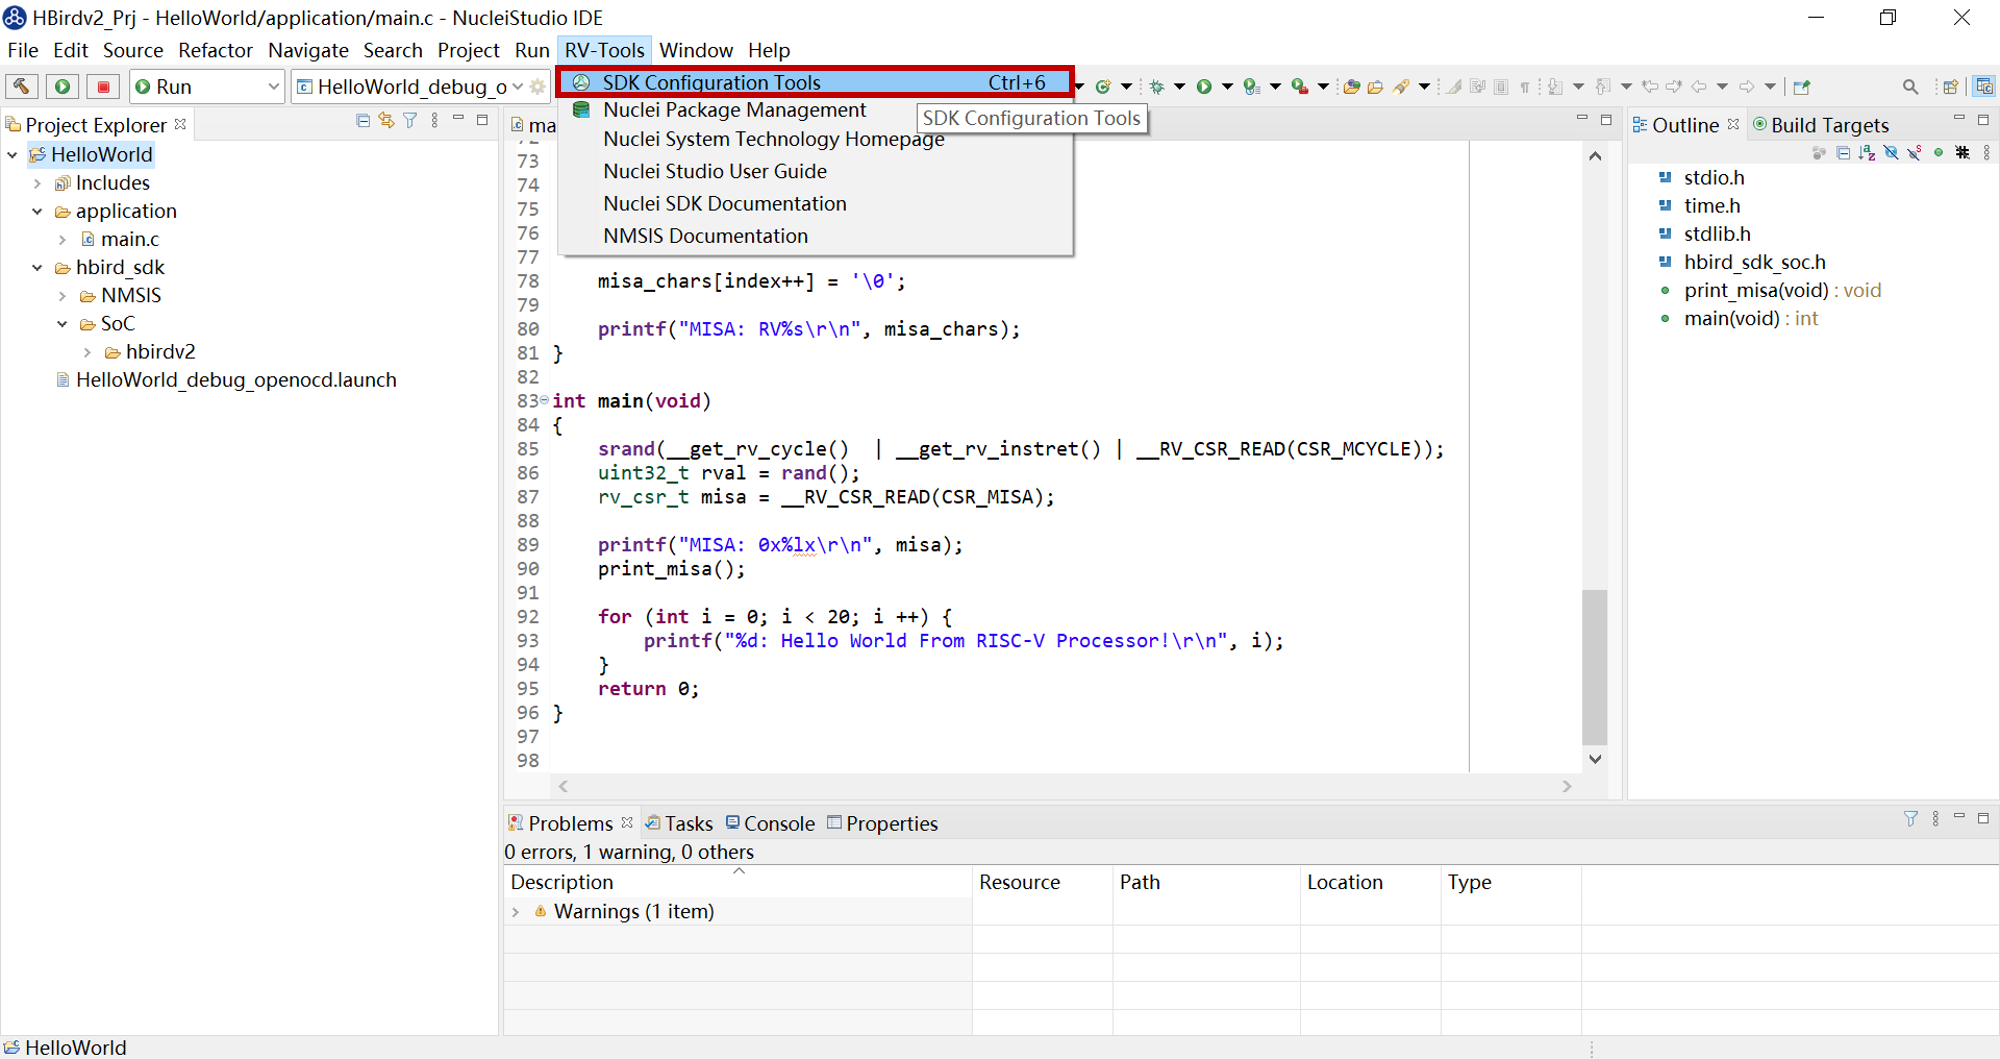 HBirdv2_Prj - HelloWorld/application/main.c - NucleiStudio IDE
File Edit Source Refactor Navigate Search Project Run RV-Tools Window Help
Run HelloWorld_debug_o
SDK Configuration Tools Ctrl+6
Nuclei Package Management
SDK Configuration Tools
Nuclei System Technology Homepage
Nuclei Studio User Guide
Nuclei SDK Documentation
NMSIS Documentation
Project Explorer
HelloWorld
Includes
application
main.c
hbird_sdk
NMSIS
SoC
hbirdv2
HelloWorld_debug_openocd.launch
ma
72
73
74
75
76
77
78 misa_chars[index++] = '\0';
79
80 printf("MISA: RV%s\r\n", misa_chars);
81 }
82
83 int main(void)
84 {
85 srand(__get_rv_cycle()  | __get_rv_instret() | __RV_CSR_READ(CSR_MCYCLE));
86 uint32_t rval = rand();
87 rv_csr_t misa = __RV_CSR_READ(CSR_MISA);
88
89 printf("MISA: 0x%lx\r\n", misa);
90 print_misa();
91
92 for (int i = 0; i < 20; i ++) {
93 printf("%d: Hello World From RISC-V Processor!\r\n", i);
94 }
95 return 0;
96 }
97
98
Outline Build Targets
stdio.h
time.h
stdlib.h
hbird_sdk_soc.h
print_misa(void) : void
main(void) : int
Problems Tasks Console Properties
0 errors, 1 warning, 0 others
Description Resource Path Location Type
Warnings (1 item)
HelloWorld